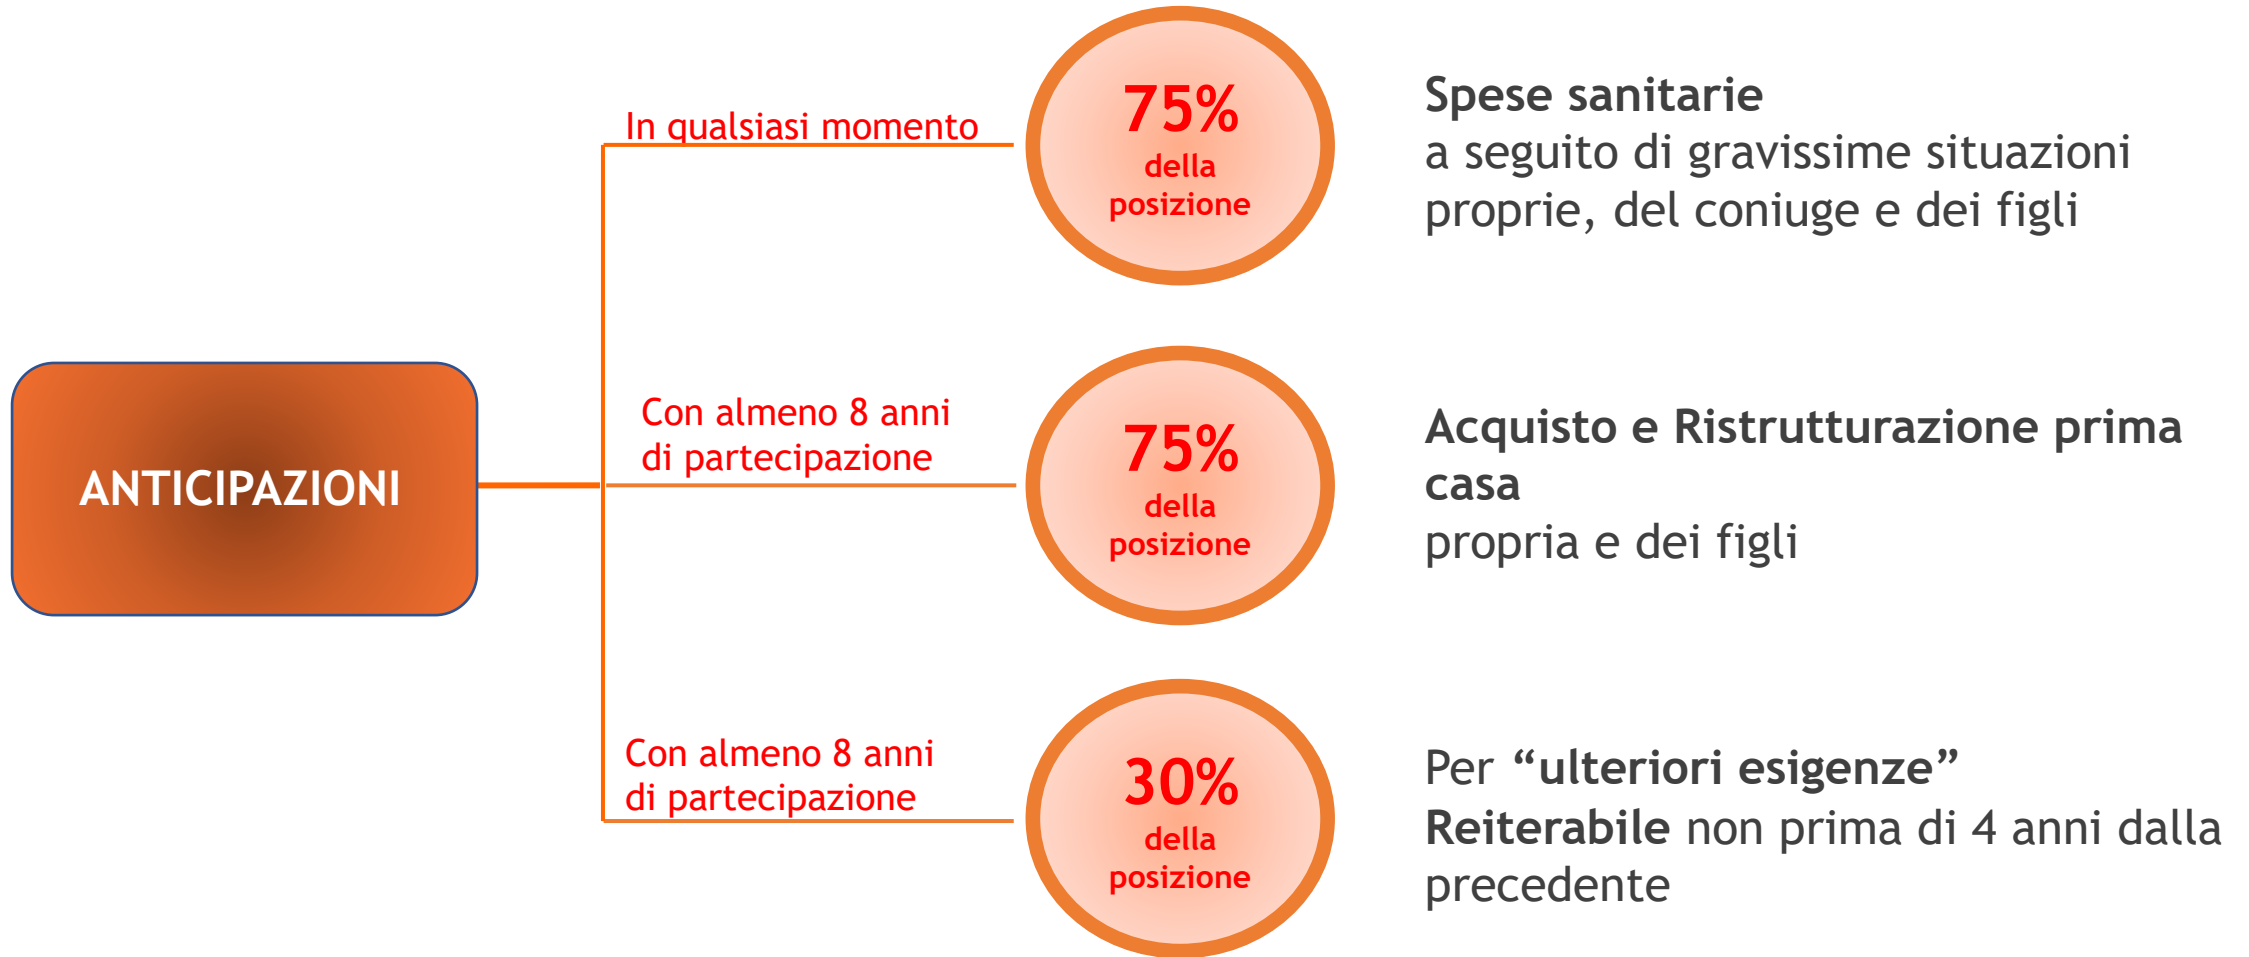 ANTICIPAZIONI
In qualsiasi momento
75%
della
posizione
Spese sanitarie
a seguito di gravissime situazioni
proprie, del coniuge e dei figli
Con almeno 8 anni
di partecipazione
75%
della
posizione
Acquisto e Ristrutturazione prima
casa
propria e dei figli
Con almeno 8 anni
di partecipazione
30%
della
posizione
Per “ulteriori esigenze”
Reiterabile non prima di 4 anni dalla
precedente